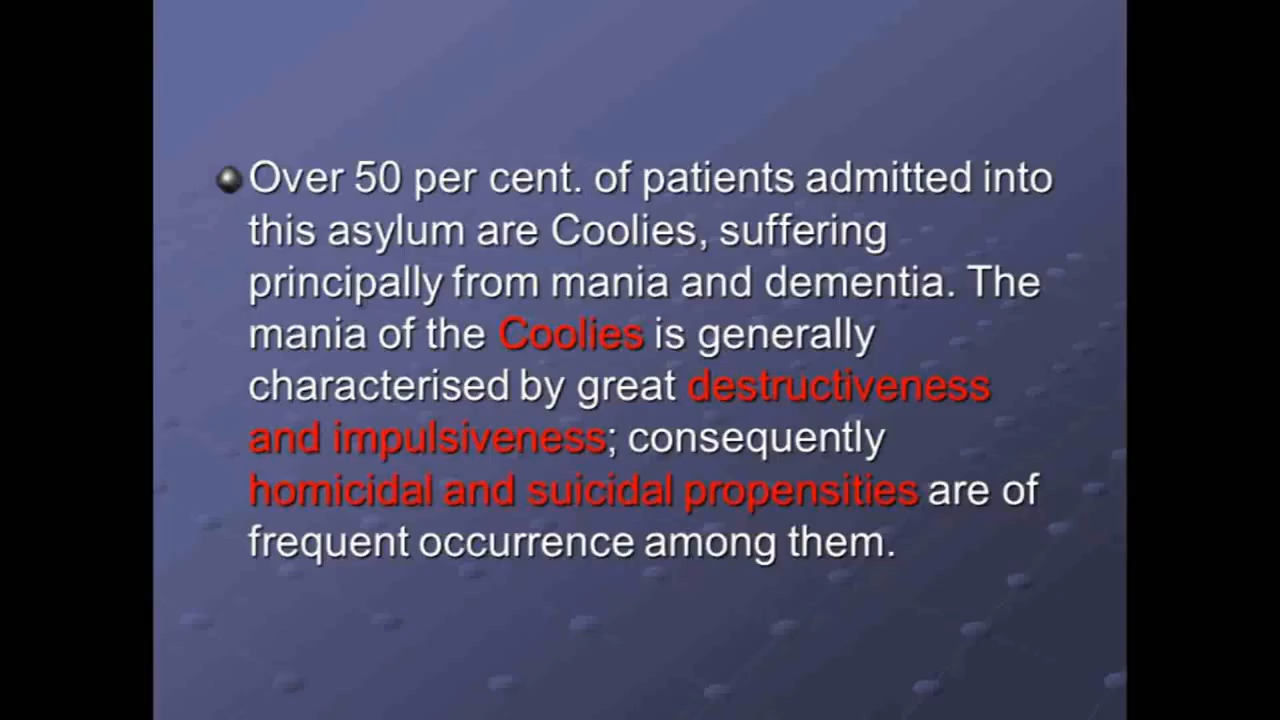 Over 50 per cent. of patients admitted into
this asylum are Coolies, suffering
principally from mania and dementia. The
mania of the Coolies is generally
characterised by great destructiveness
and impulsiveness; consequently
homicidal and suicidal propensities are of
frequent occurrence among them.